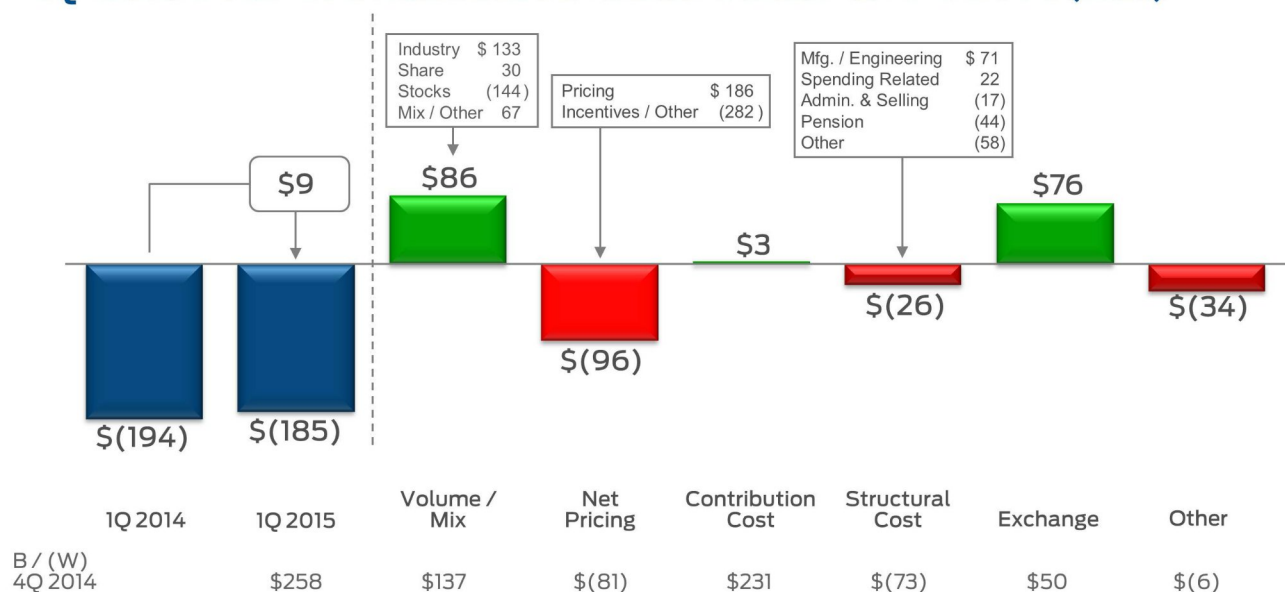 Industry $ 133
Share 30
Stocks (144)
Mix / Other 67
Pricing $ 186
Incentives / Other (282)
Mfg. / Engineering $ 71
Spending Related 22
Admin. & Selling (17)
Pension (44)
Other (58)
$9
$86
$3
$76
$(194)
$(185)
$(96)
$(26)
$(34)
1Q 2014
1Q 2015
Volume /
Mix
Net
Pricing
Contribution
Cost
Structural
Cost
Exchange
Other
B / (W)
4Q 2014 $258 $137 $(81) $231 $(73) $50 $(6)